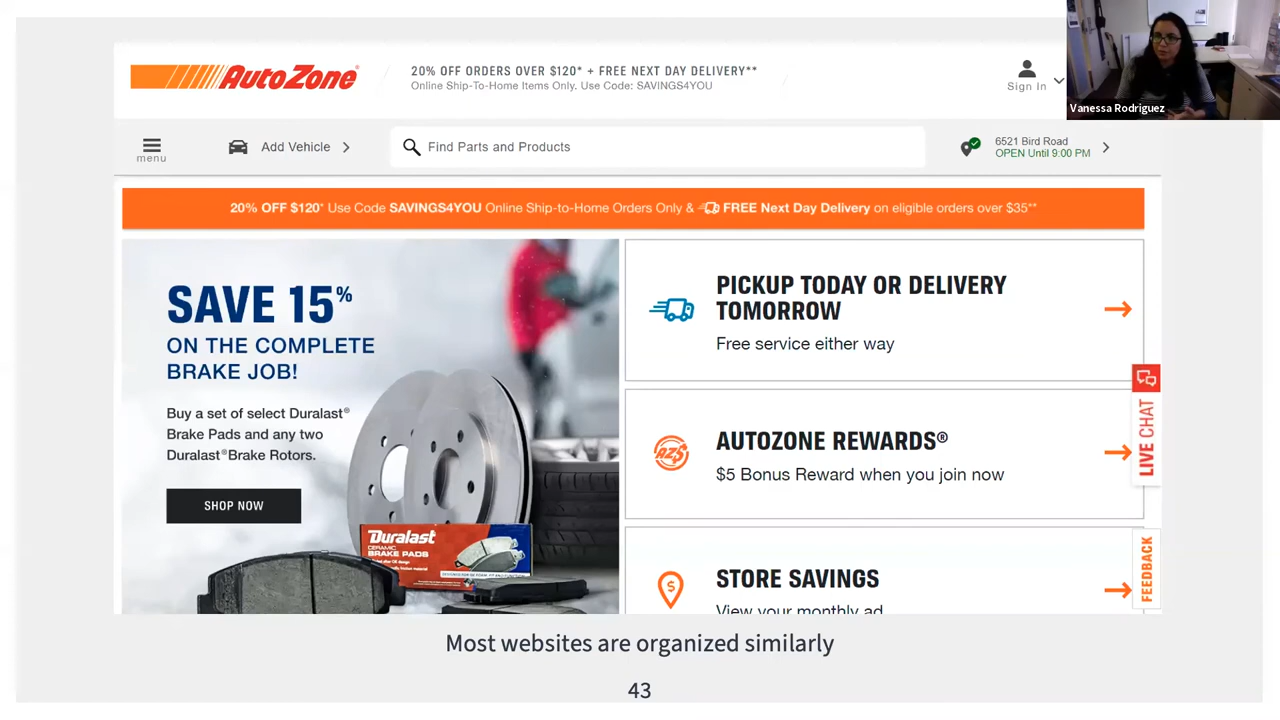 AutoZone
20% OFF ORDERS OVER $120* + FREE NEXT DAY DELIVERY**
Online Ship-To-Home Items Only. Use Code: SAVINGS4YOU
Sign In
Vanessa Rodriguez
menu
Add Vehicle
Find Parts and Products
6521 Bird Road
OPEN Until 9:00 PM
20% OFF $120* Use Code SAVINGS4YOU Online Ship-to-Home Orders Only & FREE Next Day Delivery on eligible orders over $35**
SAVE 15%
ON THE COMPLETE
BRAKE JOB!
Buy a set of select Duralast®
Brake Pads and any two
Duralast® Brake Rotors.
SHOP NOW
Duralast
CERAMIC
BRAKE PADS
PICKUP TODAY OR DELIVERY
TOMORROW
Free service either way
AUTOZONE REWARDS®
$5 Bonus Reward when you join now
STORE SAVINGS
View your monthly ad
LIVE CHAT
FEEDBACK
Most websites are organized similarly
43